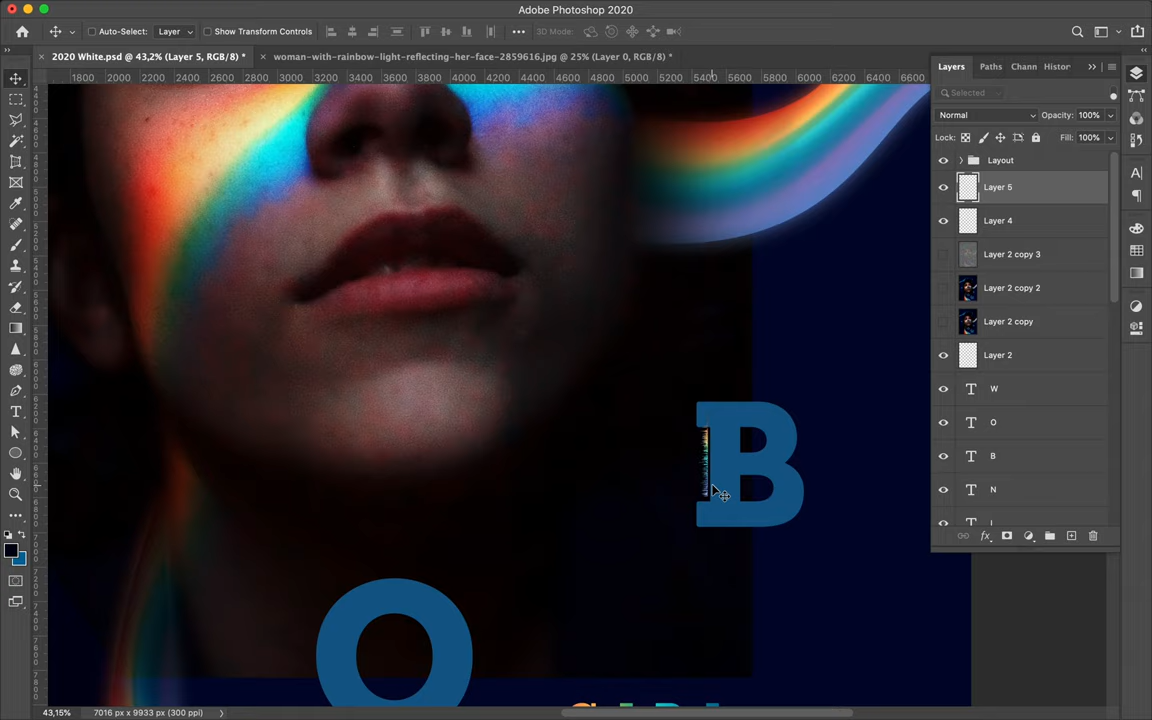 Adobe Photoshop 2020
Auto-Select: Layer Show Transform Controls 3D Mode:
2020 White.psd @ 43,2% (Layer 5, RGB/8) * woman-with-rainbow-light-reflecting-her-face-2859616.jpg @ 25% (Layer 0, RGB/8) *
1800 2000 2200 2400 2600 2800 3000 3200 3400 3600 3800 4000 4200 4400 4600 4800 5000 5200 5400 5600 5800 6000 6200 6400 6600
Layers Paths Chann Histor
Selected
Normal Opacity: 100%
Lock: Fill: 100%
Layout
Layer 5
Layer 4
Layer 2 copy 3
Layer 2 copy 2
Layer 2 copy
Layer 2
W
O
B
N
B
O
43,15% 7016 px x 9933 px (300 ppi)